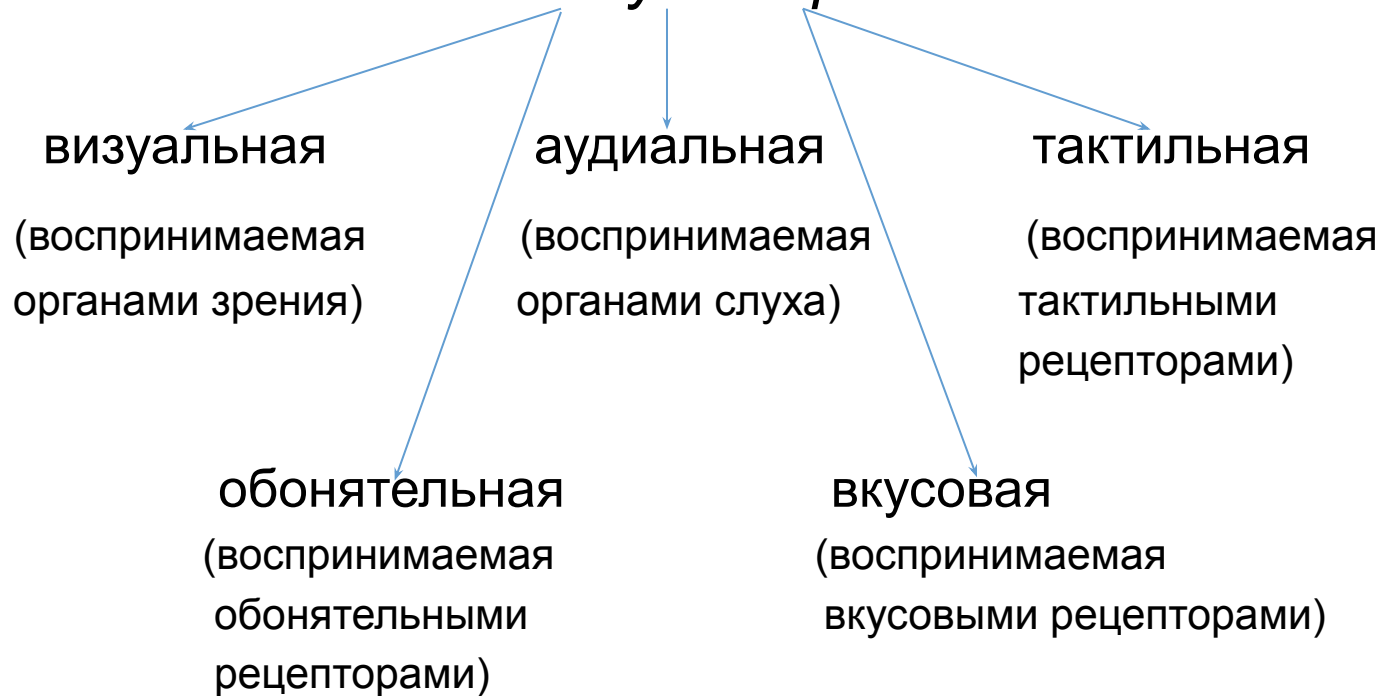 визуальная аудиальная тактильная
(воспринимаемая (воспринимаемая (воспринимаемая
органами зрения) органами слуха) тактильными
рецепторами)
обонятельная вкусовая
(воспринимаемая (воспринимаемая
обонятельными вкусовыми рецепторами)
рецепторами)